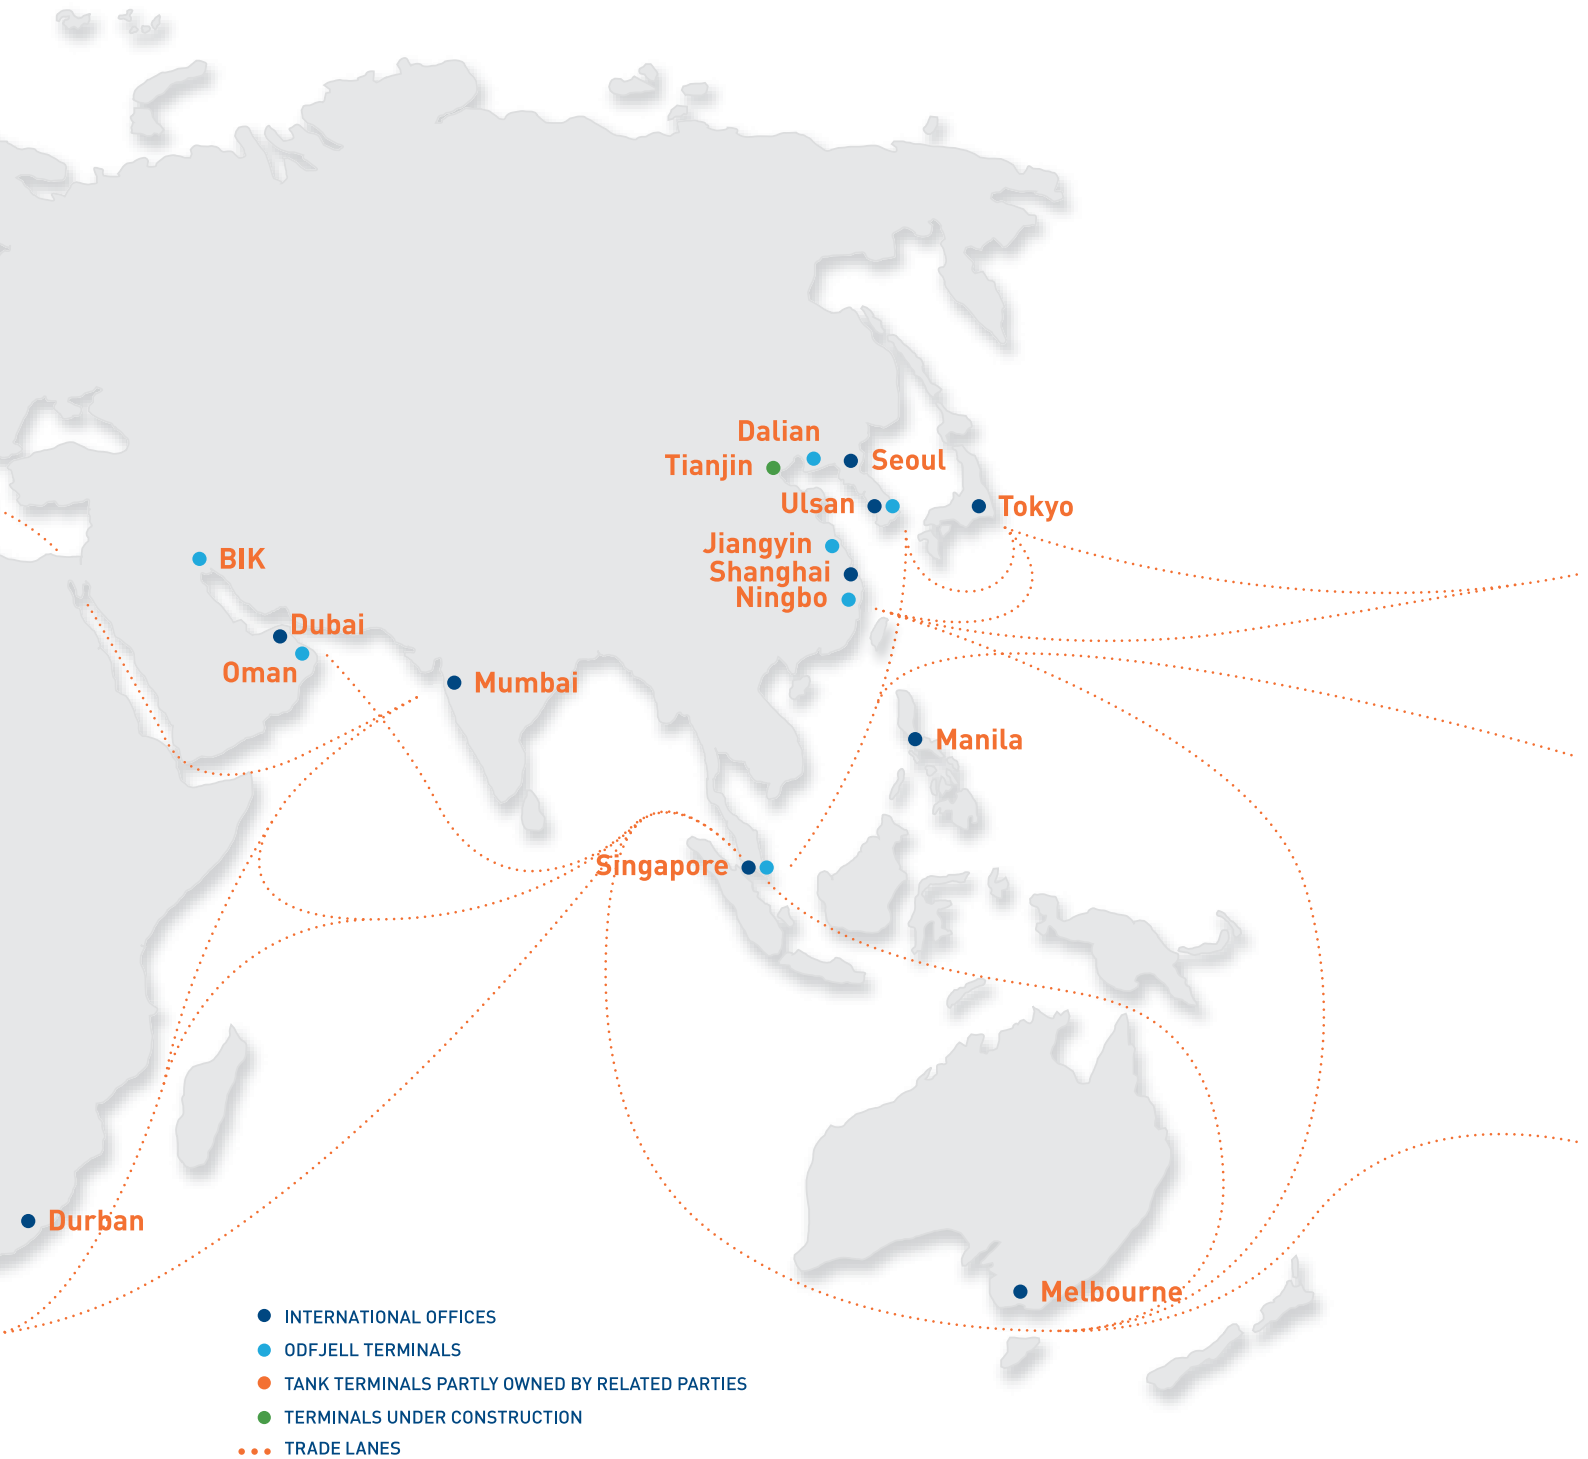 Dalian
Tianjin
Seoul
Ulsan
Tokyo
Jiangyin
BIK
Shanghai
Ningbo
Dubai
Oman
Mumbai
Manila
Singapore
Durban
Melbourne
INTERNATIONAL OFFICES
ODFJELL TERMINALS
TANK TERMINALS PARTLY OWNED BY RELATED PARTIES
TERMINALS UNDER CONSTRUCTION
TRADE LANES